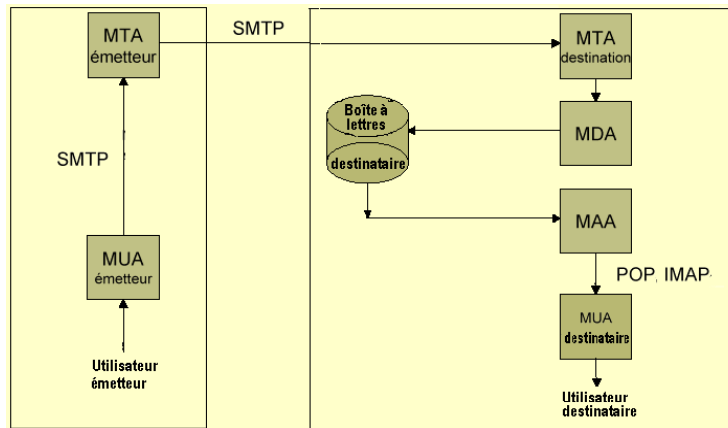 MTA
émetteur
SMTP
MTA
destination
Boîte à
lettres
destinataire
MDA
SMTP
MUA
émetteur
MAA
POP, IMAP
MUA
destinataire
Utilisateur
émetteur
Utilisateur
destinataire